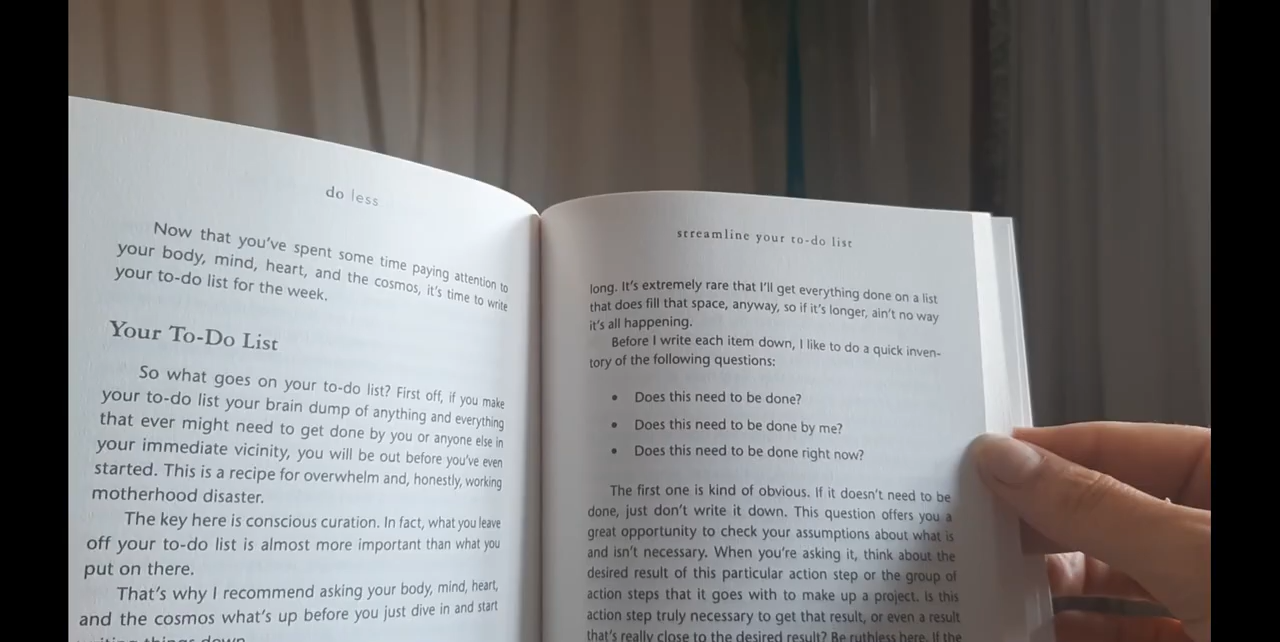 do less
Now that you've spent some time paying attention to
your body, mind, heart, and the cosmos, it's time to write
your to-do list for the week.
Your To-Do List
So what goes on your to-do list? First off, if you make
your to-do list your brain dump of anything and everything
that ever might need to get done by you or anyone else in
your immediate vicinity, you will be out before you've even
started. This is a recipe for overwhelm and, honestly, working
motherhood disaster.
The key here is conscious curation. In fact, what you leave
off your to-do list is almost more important than what you
put on there.
That's why I recommend asking your body, mind, heart,
and the cosmos what's up before you just dive in and start
writing things down.
streamline your to-do list
long. It's extremely rare that I'll get everything done on a list
that does fill that space, anyway, so if it's longer, ain't no way
it's all happening.
Before I write each item down, I like to do a quick inven-
tory of the following questions:
• Does this need to be done?
• Does this need to be done by me?
• Does this need to be done right now?
The first one is kind of obvious. If it doesn't need to be
done, just don't write it down. This question offers you a
great opportunity to check your assumptions about what is
and isn't necessary. When you're asking it, think about the
desired result of this particular action step or the group of
action steps that it goes with to make up a project. Is this
action step truly necessary to get that result, or even a result
that's really close to the desired result? Be ruthless here. If the